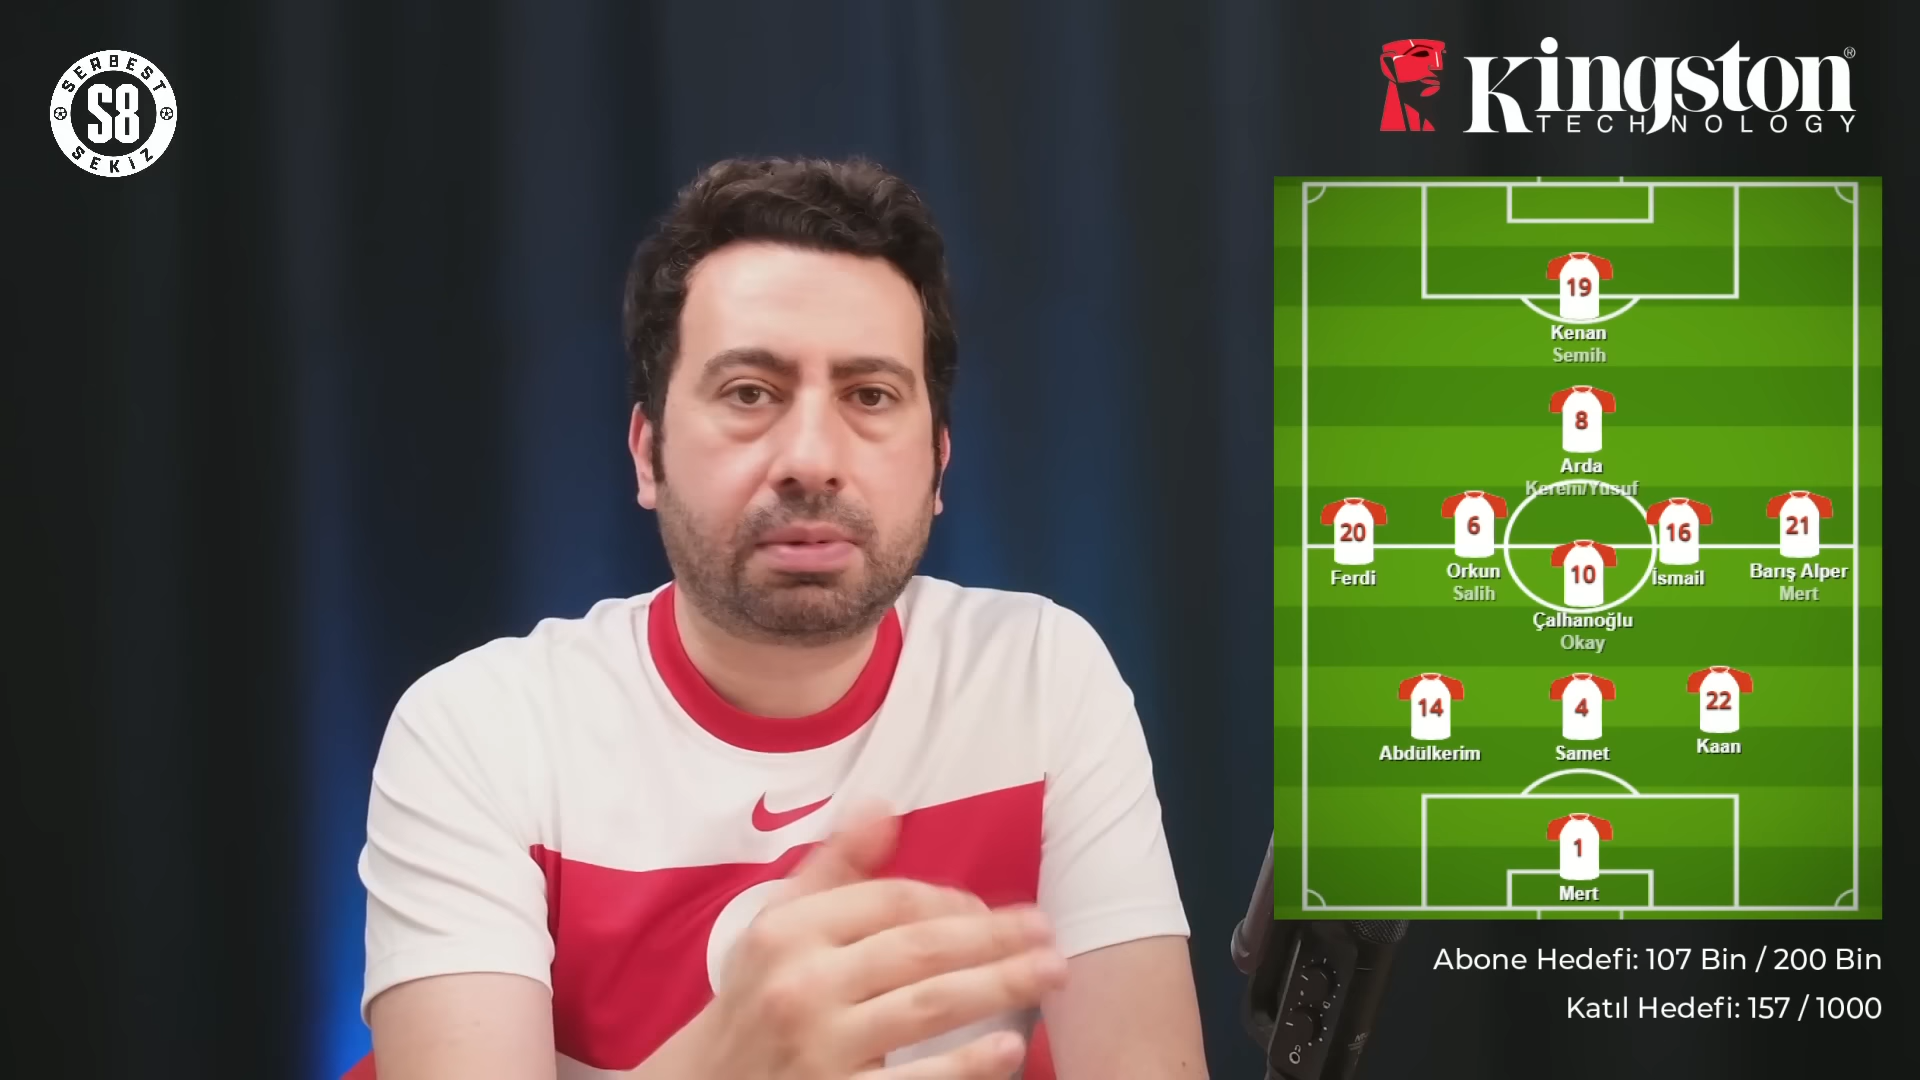 SERBEST
S8
SEKİZ
Kingston®
TECHNOLOGY
19
Kenan
Semih
8
Arda
Kerem/Yusuf
20
6
16
21
10
Ferdi
Orkun
İsmail
Barış Alper
Salih
Mert
Çalhanoğlu
Okay
14
4
22
Abdülkerim
Samet
Kaan
1
Mert
Abone Hedefi: 107 Bin / 200 Bin
Katıl Hedefi: 157 / 1000